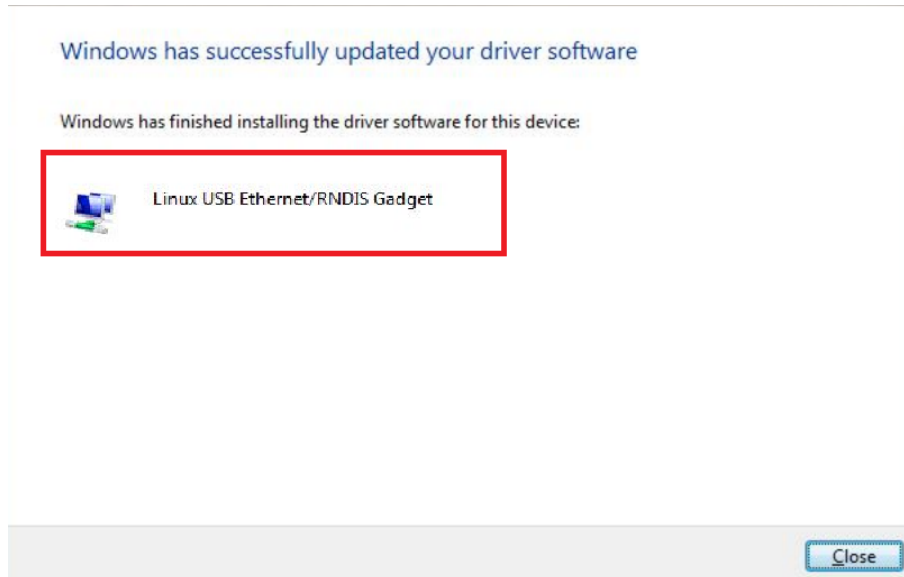 Windows has successfully updated your driver software
Windows has finished installing the driver software for this device:
Linux USB Ethernet/RNDIS Gadget
Close